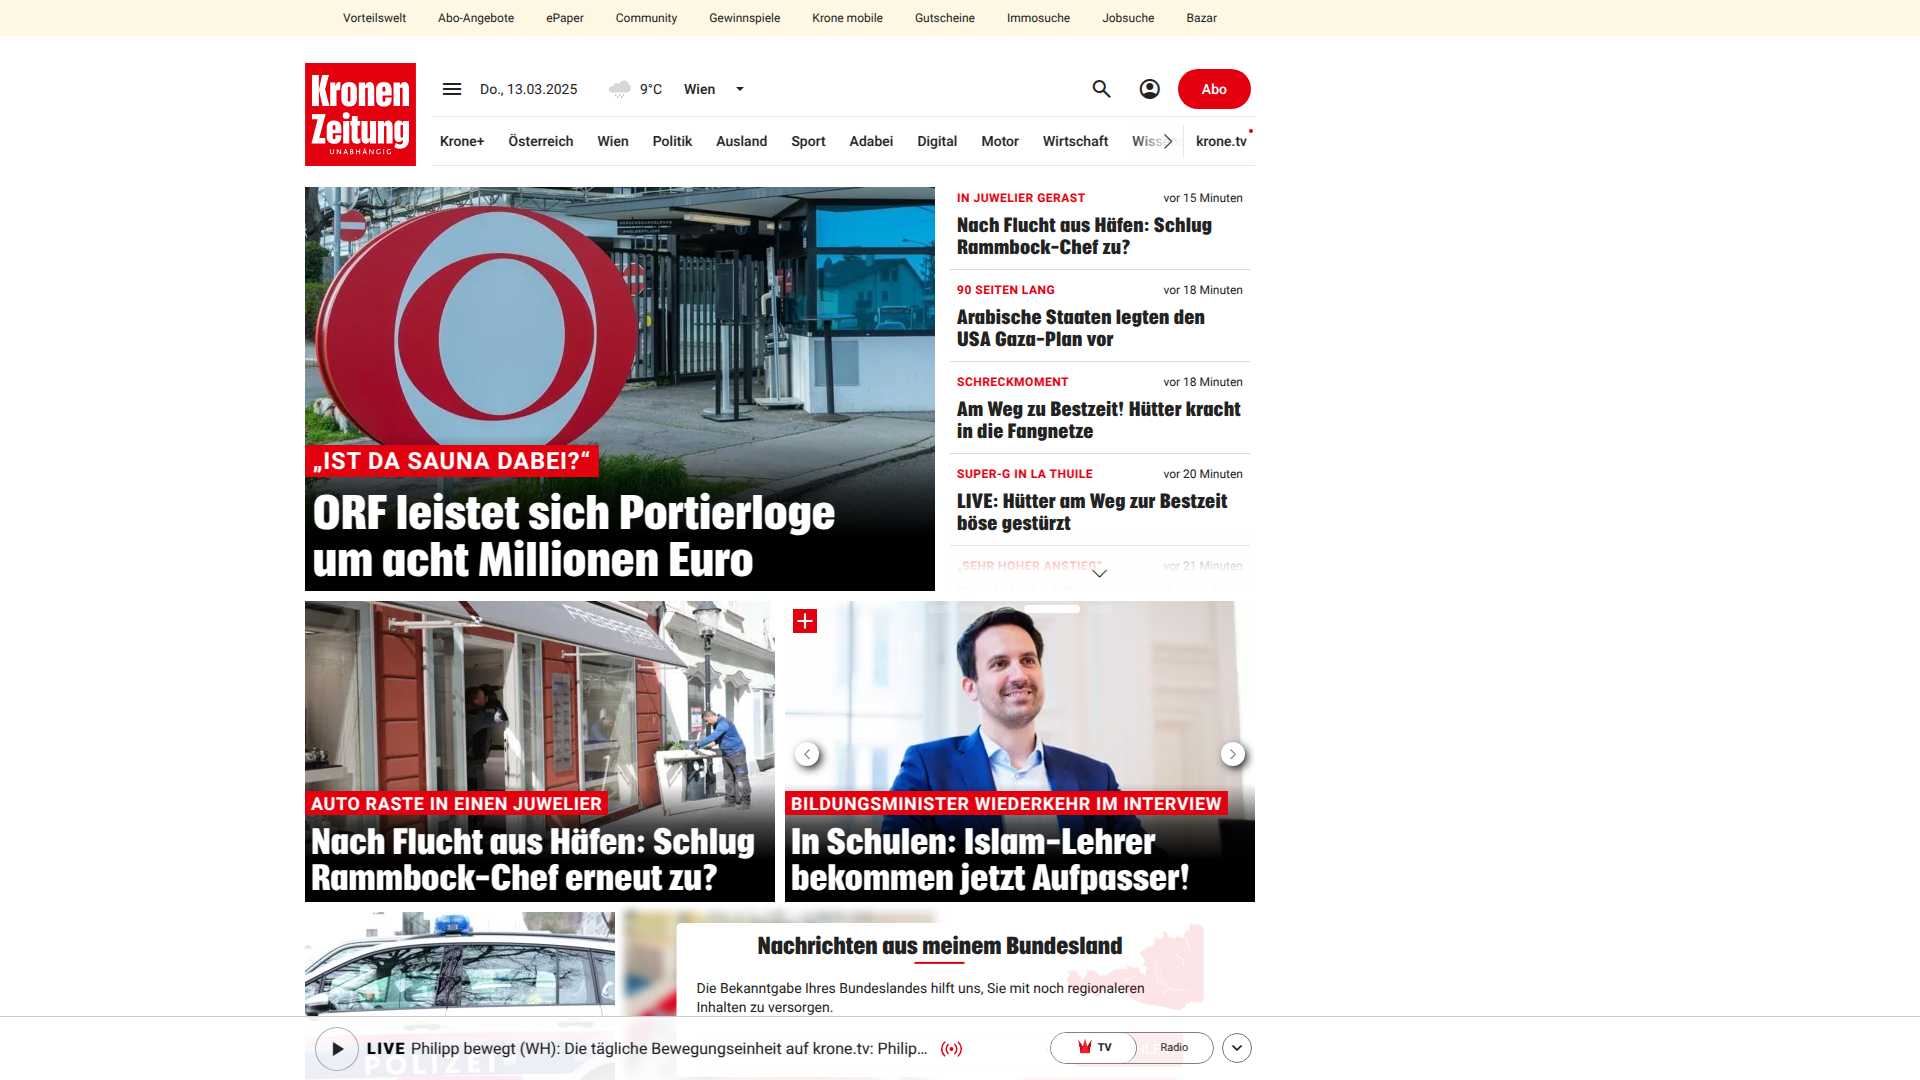 Vorteilswelt Abo-Angebote ePaper Community Gewinnspiele Krone mobile Gutscheine Immosuche Jobsuche Bazar
Kronen
Zeitung
UNABHÄNGIG
Do., 13.03.2025 9°C Wien
Abo
Krone+ Österreich Wien Politik Ausland Sport Adabei Digital Motor Wirtschaft Wiss krone.tv
„IST DA SAUNA DABEI?“
ORF leistet sich Portierloge
um acht Millionen Euro
IN JUWELIER GERAST vor 15 Minuten
Nach Flucht aus Häfen: Schlug
Rammbock-Chef zu?
90 SEITEN LANG vor 18 Minuten
Arabische Staaten legten den
USA Gaza-Plan vor
SCHRECKMOMENT vor 18 Minuten
Am Weg zu Bestzeit! Hütter kracht
in die Fangnetze
SUPER-G IN LA THUILE vor 20 Minuten
LIVE: Hütter am Weg zur Bestzeit
böse gestürzt
„SEHR HOHER ANSTIEG“ vor 21 Minuten
AUTO RASTE IN EINEN JUWELIER
Nach Flucht aus Häfen: Schlug
Rammbock-Chef erneut zu?
BILDUNGSMINISTER WIEDERKEHR IM INTERVIEW
In Schulen: Islam-Lehrer
bekommen jetzt Aufpasser!
Nachrichten aus meinem Bundesland
Die Bekanntgabe Ihres Bundeslandes hilft uns, Sie mit noch regionaleren
Inhalten zu versorgen.
LIVE Philipp bewegt (WH): Die tägliche Bewegungseinheit auf krone.tv: Philip...
TV Radio
POLIZEI